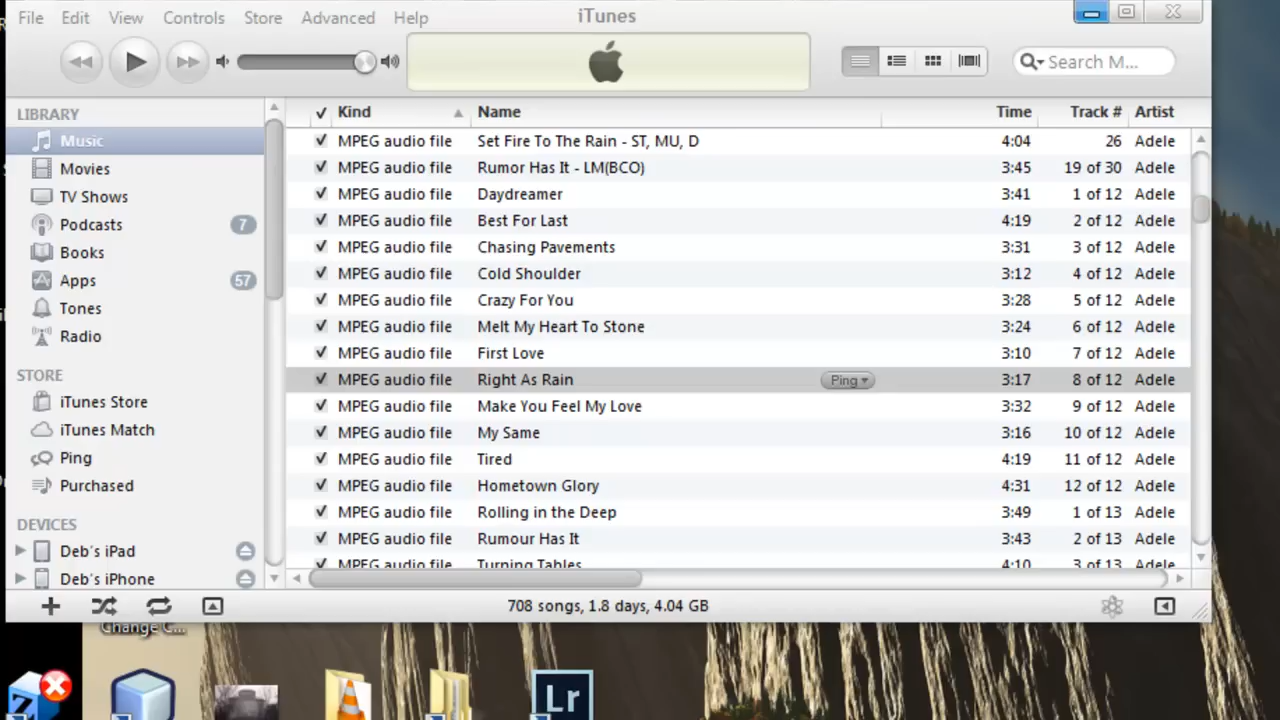 File Edit View Controls Store Advanced Help iTunes
Search M...
LIBRARY
Music
Movies
TV Shows
Podcasts 7
Books
Apps 57
Tones
Radio
STORE
iTunes Store
iTunes Match
Ping
Purchased
DEVICES
Deb's iPad
Deb's iPhone
Kind Name Time Track # Artist
MPEG audio file Set Fire To The Rain - ST, MU, D 4:04 26 Adele
MPEG audio file Rumor Has It - LM(BCO) 3:45 19 of 30 Adele
MPEG audio file Daydreamer 3:41 1 of 12 Adele
MPEG audio file Best For Last 4:19 2 of 12 Adele
MPEG audio file Chasing Pavements 3:31 3 of 12 Adele
MPEG audio file Cold Shoulder 3:12 4 of 12 Adele
MPEG audio file Crazy For You 3:28 5 of 12 Adele
MPEG audio file Melt My Heart To Stone 3:24 6 of 12 Adele
MPEG audio file First Love 3:10 7 of 12 Adele
MPEG audio file Right As Rain Ping 3:17 8 of 12 Adele
MPEG audio file Make You Feel My Love 3:32 9 of 12 Adele
MPEG audio file My Same 3:16 10 of 12 Adele
MPEG audio file Tired 4:19 11 of 12 Adele
MPEG audio file Hometown Glory 4:31 12 of 12 Adele
MPEG audio file Rolling in the Deep 3:49 1 of 13 Adele
MPEG audio file Rumour Has It 3:43 2 of 13 Adele
MPEG audio file Turning Tables 4:10 3 of 13 Adele
708 songs, 1.8 days, 4.04 GB
Change C...
Z
Lr